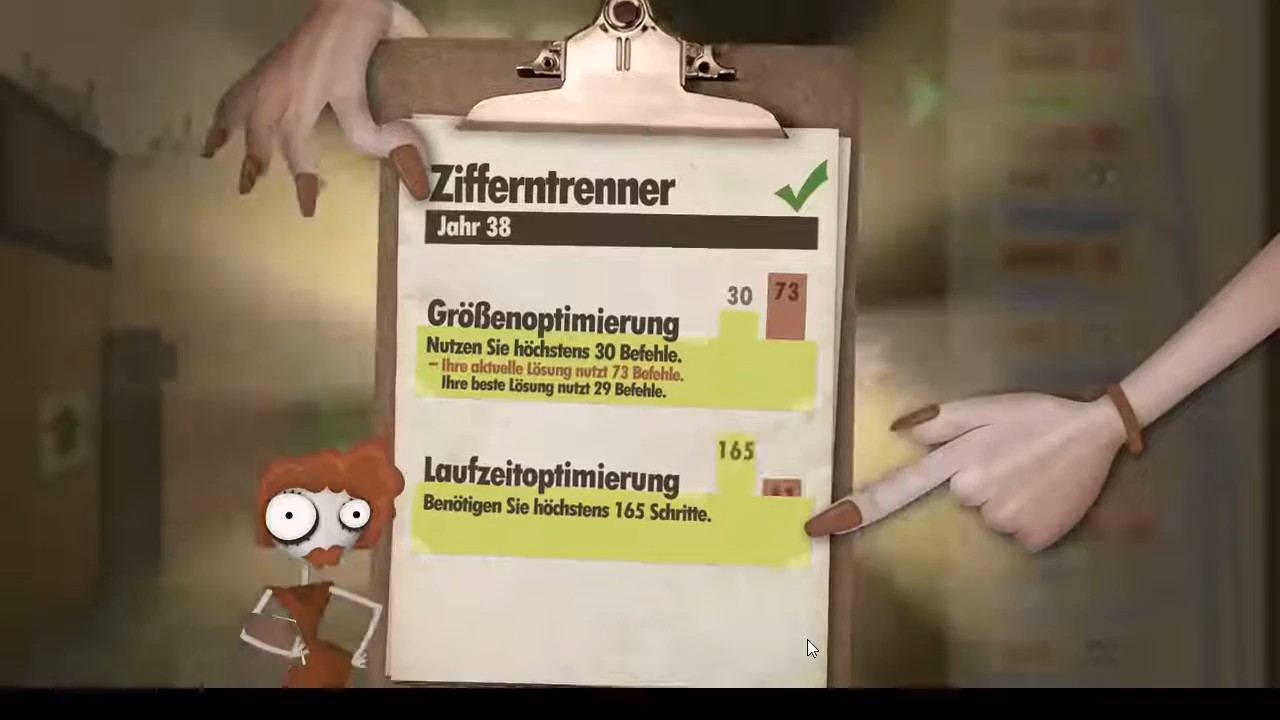 Zifferntrenner
Jahr 38
30
73
Größenoptimierung
Nutzen Sie höchstens 30 Befehle.
– Ihre aktuelle Lösung nutzt 73 Befehle.
Ihre beste Lösung nutzt 29 Befehle.
165
Laufzeitoptimierung
Benötigen Sie höchstens 165 Schritte.